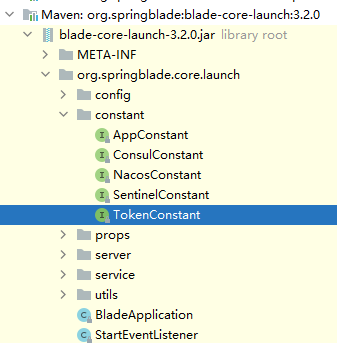 Maven: org.springblade:blade-core-launch:3.2.0
blade-core-launch-3.2.0.jar library root
META-INF
org.springblade.core.launch
config
constant
AppConstant
ConsulConstant
NacosConstant
SentinelConstant
TokenConstant
props
server
service
utils
BladeApplication
StartEventListener